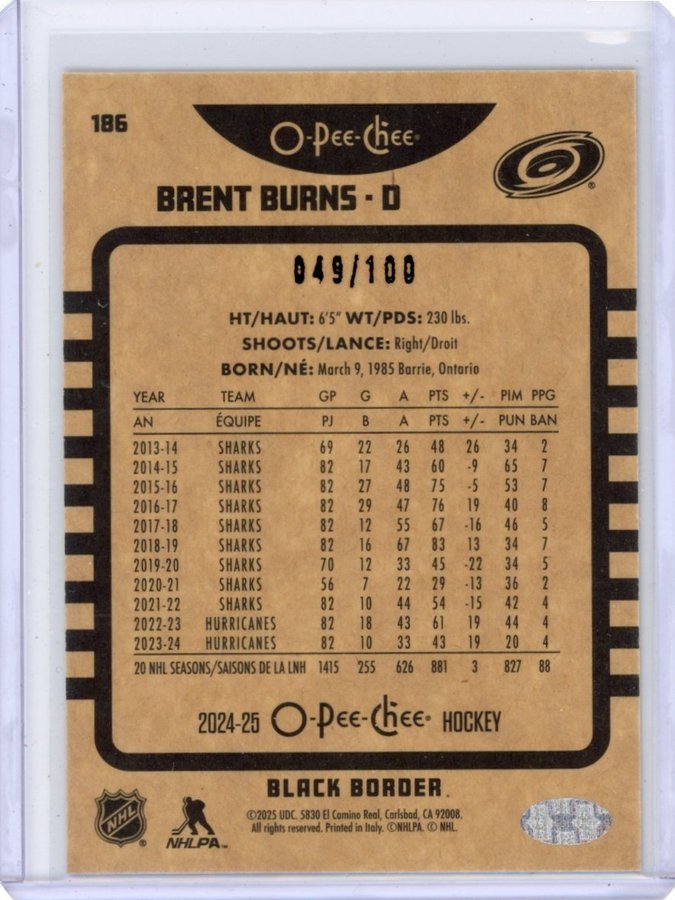 186
O-Pee-Chee®
BRENT BURNS - D
049/100
HT/HAUT: 6'5" WT/PDS: 230 lbs.
SHOOTS/LANCE: Right/Droit
BORN/NÉ: March 9, 1985 Barrie, Ontario
YEAR TEAM GP G A PTS +/- PIM PPG
AN ÉQUIPE PJ B A PTS +/- PUN BAN
2013-14 SHARKS 69 22 26 48 26 34 2
2014-15 SHARKS 82 17 43 60 -9 65 7
2015-16 SHARKS 82 27 48 75 -5 53 7
2016-17 SHARKS 82 29 47 76 19 40 8
2017-18 SHARKS 82 12 55 67 -16 46 5
2018-19 SHARKS 82 16 67 83 13 34 7
2019-20 SHARKS 70 12 33 45 -22 34 5
2020-21 SHARKS 56 7 22 29 -13 36 2
2021-22 SHARKS 82 10 44 54 -15 42 4
2022-23 HURRICANES 82 18 43 61 19 44 4
2023-24 HURRICANES 82 10 33 43 19 20 4
20 NHL SEASONS/SAISONS DE LA LNH 1415 255 626 881 3 827 88
2024-25 O-Pee-Chee® HOCKEY
BLACK BORDER
NHL ®
NHLPA™
©2025 UDC. 5830 El Camino Real, Carlsbad, CA 92008.
All rights reserved. Printed in Italy. ©NHLPA. © NHL.